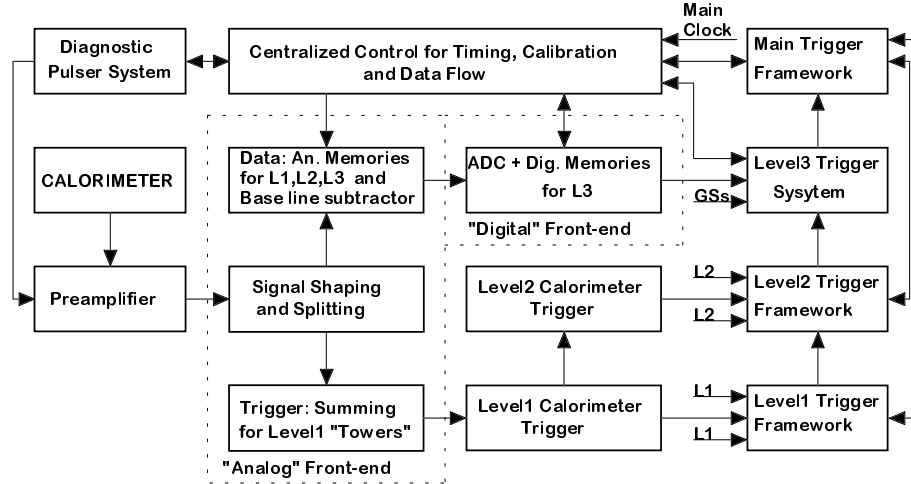 Diagnostic
Pulser System
Centralized Control for Timing, Calibration
and Data Flow
Main
Clock
Main Trigger
Framework
CALORIMETER
Data: An. Memories
for L1,L2,L3 and
Base line subtractor
ADC + Dig. Memories
for L3
"Digital" Front-end
GSs
Level3 Trigger
Sysytem
Preamplifier
Signal Shaping
and Splitting
Level2 Calorimeter
Trigger
L2
L2
Level2 Trigger
Framework
Trigger: Summing
for Level1 "Towers"
"Analog" Front-end
Level1 Calorimeter
Trigger
L1
L1
Level1 Trigger
Framework